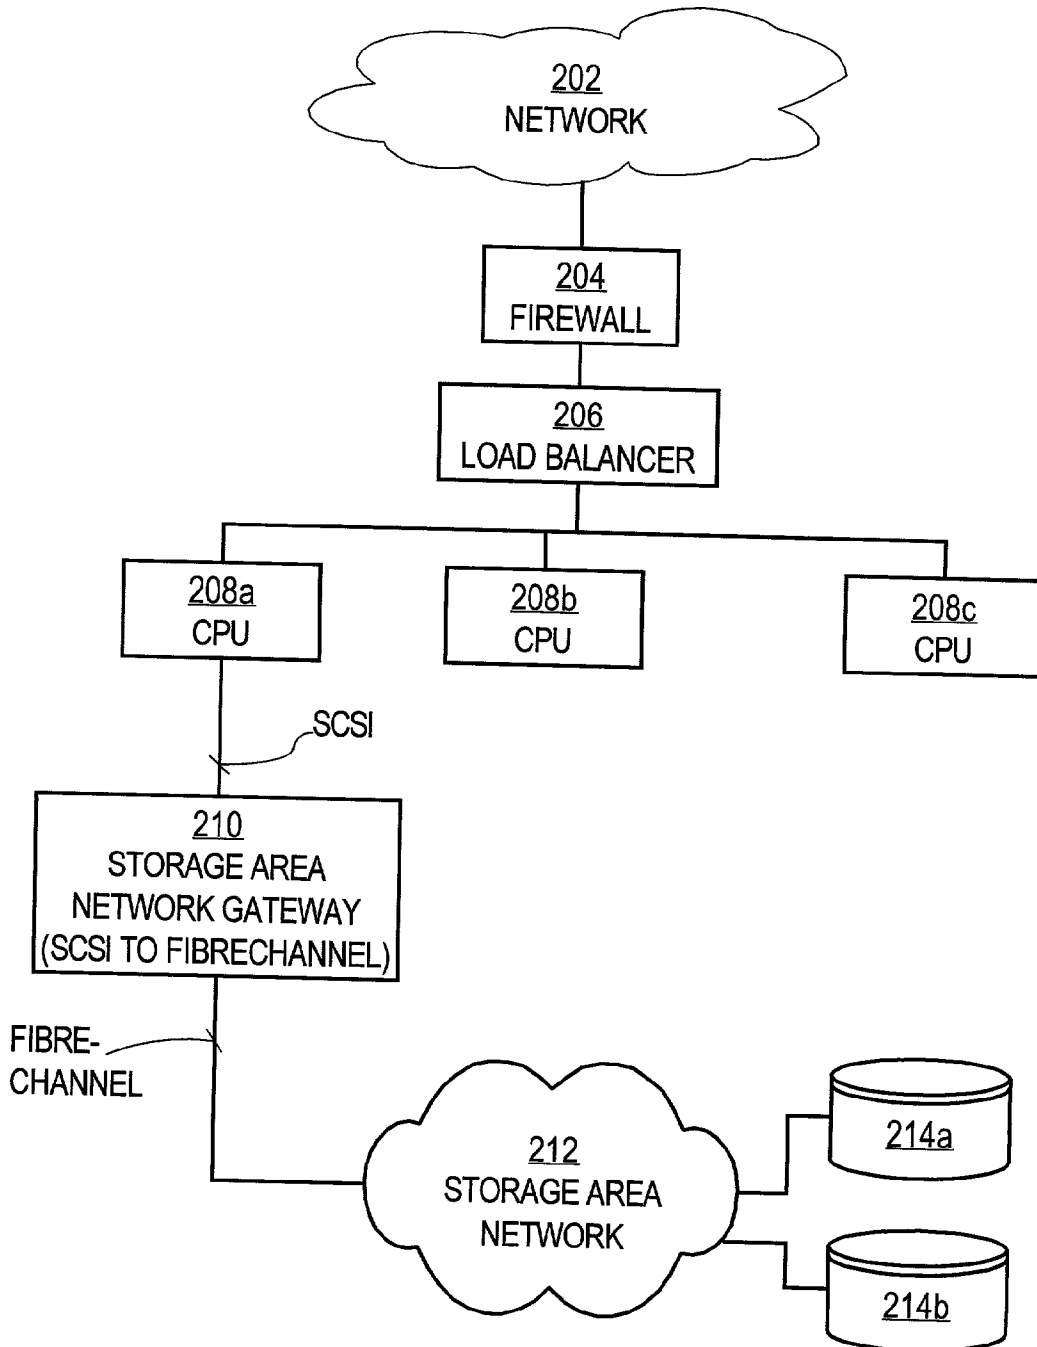 202
NETWORK
204
FIREWALL
206
LOAD BALANCER
208a
CPU
208b
CPU
208c
CPU
SCSI
210
STORAGE AREA
NETWORK GATEWAY
(SCSI TO FIBRECHANNEL)
FIBRE-
CHANNEL
212
STORAGE AREA
NETWORK
214a
214b